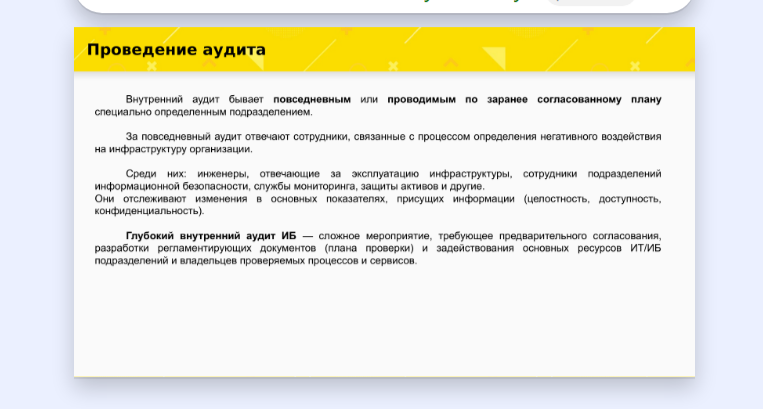 Проведение аудита
Внутренний аудит бывает повседневным или проводимым по заранее согласованному плану
специально определенным подразделением.
За повседневный аудит отвечают сотрудники, связанные с процессом определения негативного воздействия
на инфраструктуру организации.
Среди них: инженеры, отвечающие за эксплуатацию инфраструктуры, сотрудники подразделений
информационной безопасности, службы мониторинга, защиты активов и другие.
Они отслеживают изменения в основных показателях, присущих информации (целостность, доступность,
конфиденциальность).
Глубокий внутренний аудит ИБ — сложное мероприятие, требующее предварительного согласования,
разработки регламентирующих документов (плана проверки) и задействования основных ресурсов ИТ/ИБ
подразделений и владельцев проверяемых процессов и сервисов.